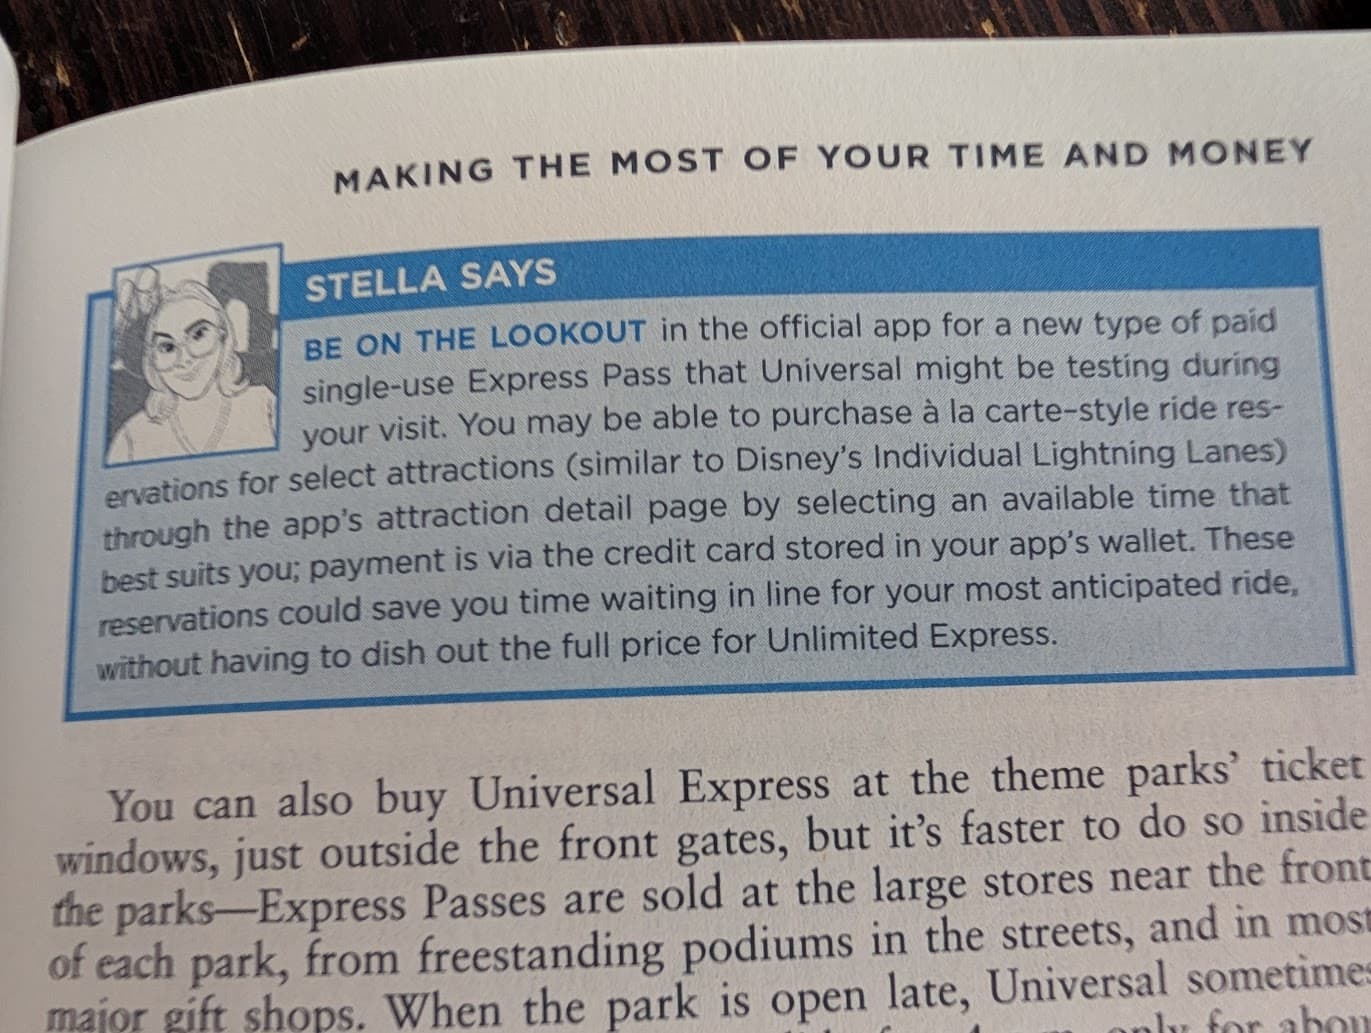 MAKING THE MOST OF YOUR TIME AND MONEY
STELLA SAYS
BE ON THE LOOKOUT in the official app for a new type of paid
single-use Express Pass that Universal might be testing during
your visit. You may be able to purchase à la carte–style ride res-
ervations for select attractions (similar to Disney's Individual Lightning Lanes)
through the app's attraction detail page by selecting an available time that
best suits you; payment is via the credit card stored in your app's wallet. These
reservations could save you time waiting in line for your most anticipated ride,
without having to dish out the full price for Unlimited Express.
You can also buy Universal Express at the theme parks' ticket
windows, just outside the front gates, but it's faster to do so inside
the parks—Express Passes are sold at the large stores near the front
of each park, from freestanding podiums in the streets, and in most
major gift shops. When the park is open late, Universal sometimes
only for